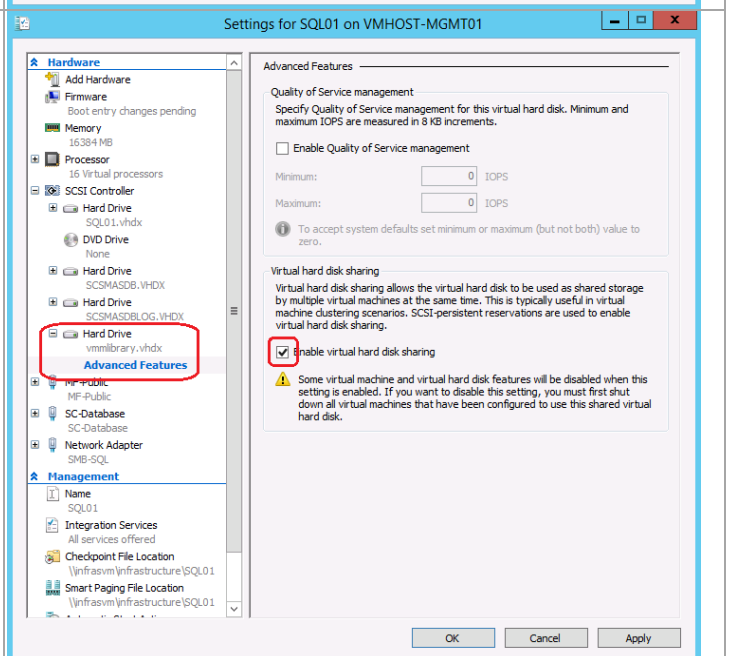 Settings for SQL01 on VMHOST-MGMT01
Hardware
Add Hardware
Firmware
Boot entry changes pending
Memory
16384 MB
Processor
16 Virtual processors
SCSI Controller
Hard Drive
SQL01.vhdx
DVD Drive
None
Hard Drive
SCSMASDB.VHDX
Hard Drive
SCSMASDBLOG.VHDX
Hard Drive
vmmlibrary.vhdx
Advanced Features
MF-Public
MF-Public
SC-Database
SC-Database
Network Adapter
SMB-SQL
Management
Name
SQL01
Integration Services
All services offered
Checkpoint File Location
\\infrasvm\infrastructure\SQL01
Smart Paging File Location
\\infrasvm\infrastructure\SQL01
Advanced Features
Quality of Service management
Specify Quality of Service management for this virtual hard disk. Minimum and
maximum IOPS are measured in 8 KB increments.
Enable Quality of Service management
Minimum: 0 IOPS
Maximum: 0 IOPS
To accept system defaults set minimum or maximum (but not both) value to
zero.
Virtual hard disk sharing
Virtual hard disk sharing allows the virtual hard disk to be used as shared storage
by multiple virtual machines at the same time. This is typically useful in virtual
machine clustering scenarios. SCSI-persistent reservations are used to enable
virtual hard disk sharing.
Enable virtual hard disk sharing
Some virtual machine and virtual hard disk features will be disabled when this
setting is enabled. If you want to disable this setting, you must first shut
down all virtual machines that have been configured to use this shared virtual
hard disk.
OK Cancel Apply